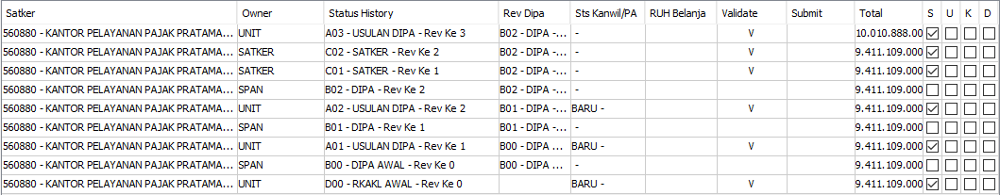 Satker Owner Status History Rev Dipa Sts Kanwil/PA RUH Belanja Validate Submit Total S U K D
560880 - KANTOR PELAYANAN PAJAK PRATAMA... UNIT A03 - USULAN DIPA - Rev Ke 3 B02 - DIPA -... - V 10.010.888.00
560880 - KANTOR PELAYANAN PAJAK PRATAMA... SATKER C02 - SATKER - Rev Ke 2 B02 - DIPA -... - V 9.411.109.000
560880 - KANTOR PELAYANAN PAJAK PRATAMA... SATKER C01 - SATKER - Rev Ke 1 B02 - DIPA -... - V 9.411.109.000
560880 - KANTOR PELAYANAN PAJAK PRATAMA... SPAN B02 - DIPA - Rev Ke 2 B02 - DIPA -... - 9.411.109.000
560880 - KANTOR PELAYANAN PAJAK PRATAMA... UNIT A02 - USULAN DIPA - Rev Ke 2 B01 - DIPA -... BARU - V 9.411.109.000
560880 - KANTOR PELAYANAN PAJAK PRATAMA... SPAN B01 - DIPA - Rev Ke 1 B01 - DIPA -... - 9.411.109.000
560880 - KANTOR PELAYANAN PAJAK PRATAMA... UNIT A01 - USULAN DIPA - Rev Ke 1 B00 - DIPA ... BARU - V 9.411.109.000
560880 - KANTOR PELAYANAN PAJAK PRATAMA... SPAN B00 - DIPA AWAL - Rev Ke 0 B00 - DIPA ... - 9.411.109.000
560880 - KANTOR PELAYANAN PAJAK PRATAMA... UNIT D00 - RKAKL AWAL - Rev Ke 0 BARU - V 9.411.109.000